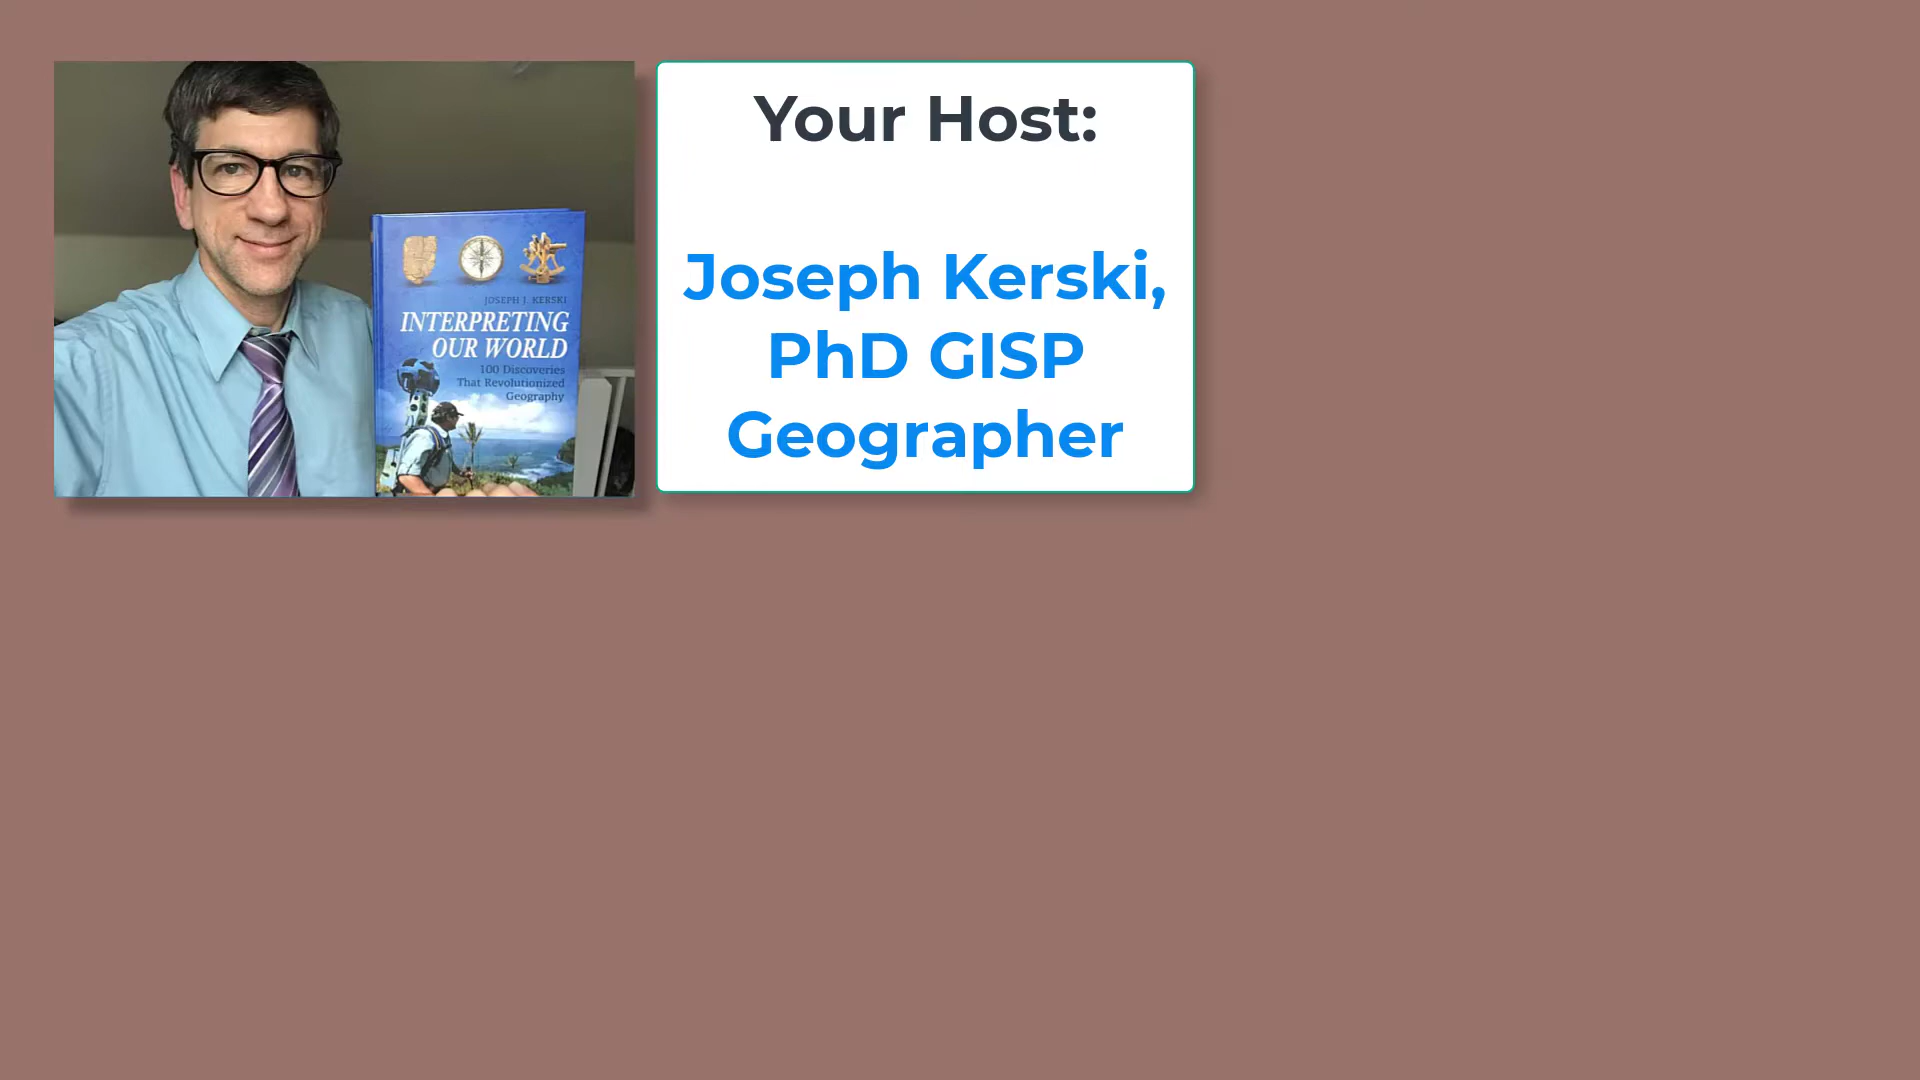 JOSEPH J. KERSKI
INTERPRETING
OUR WORLD
100 Discoveries
That Revolutionized
Geography
Your Host:
Joseph Kerski,
PhD GISP
Geographer